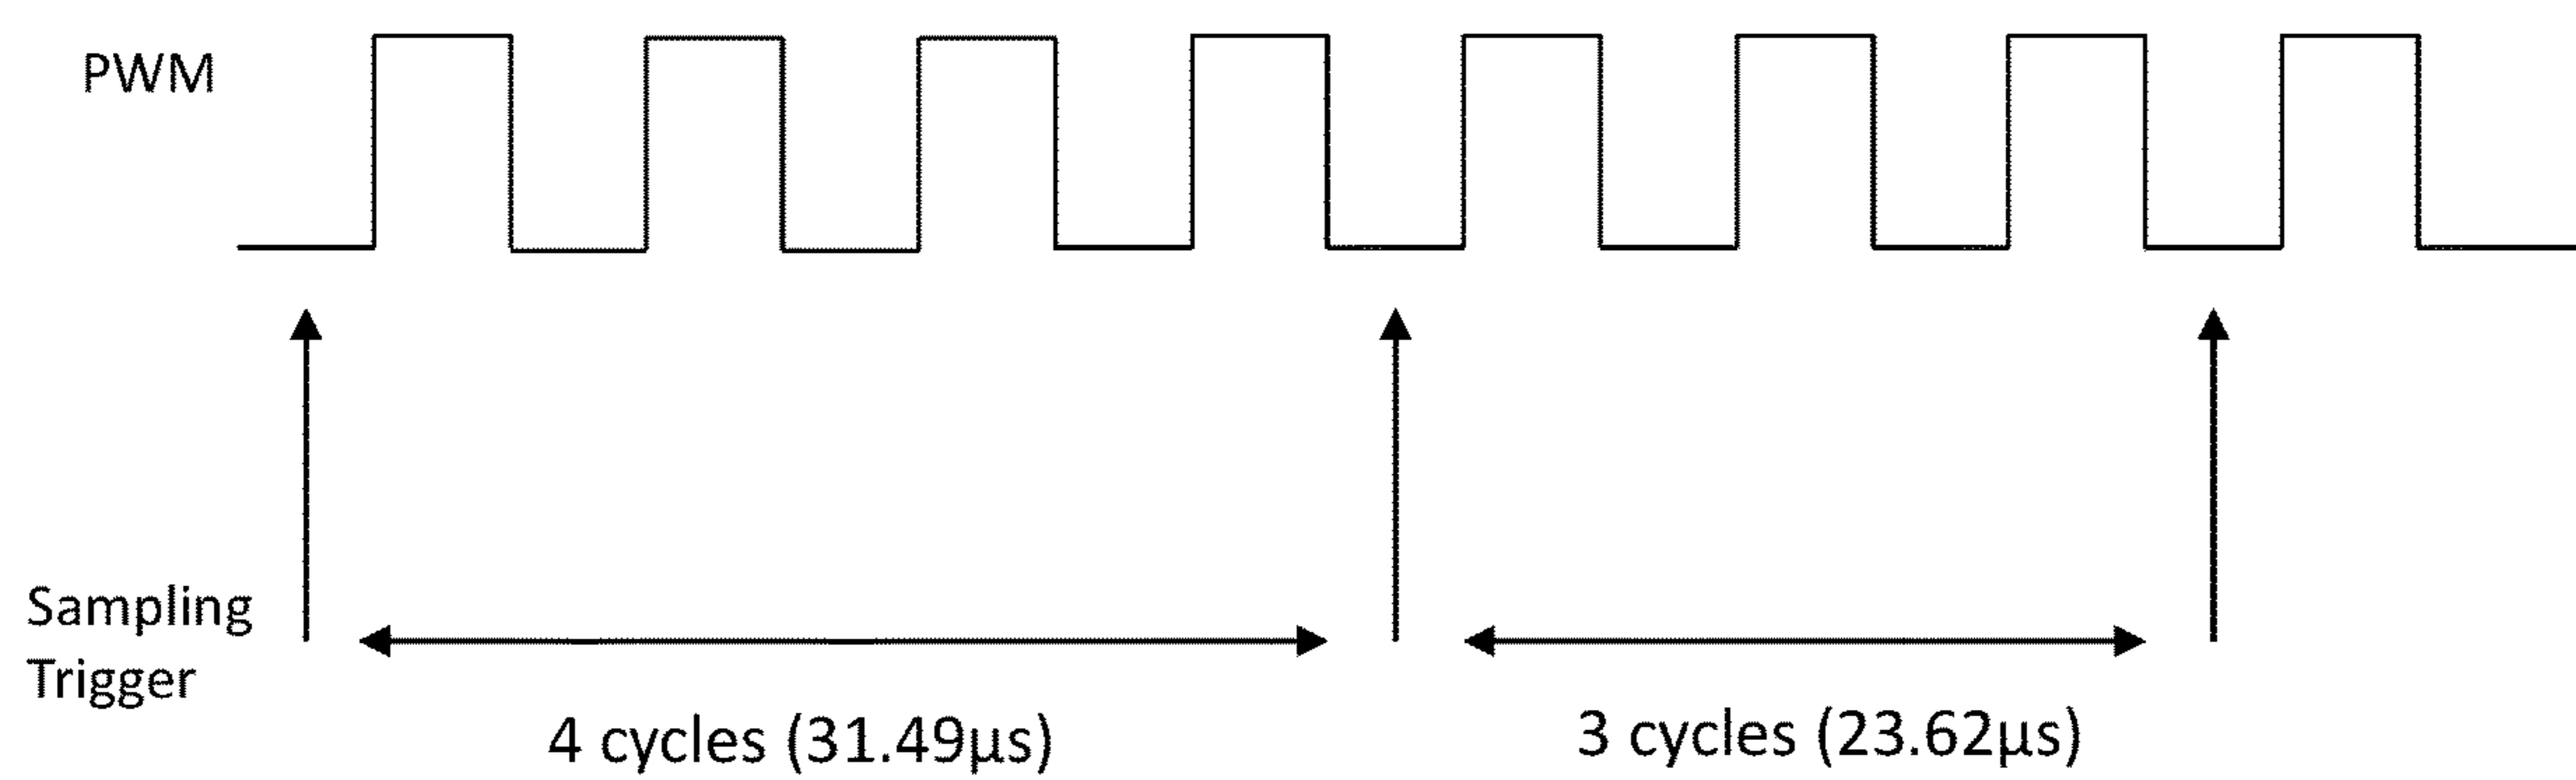 PWM
Sampling
Trigger
4 cycles (31.49µs)
3 cycles (23.62µs)